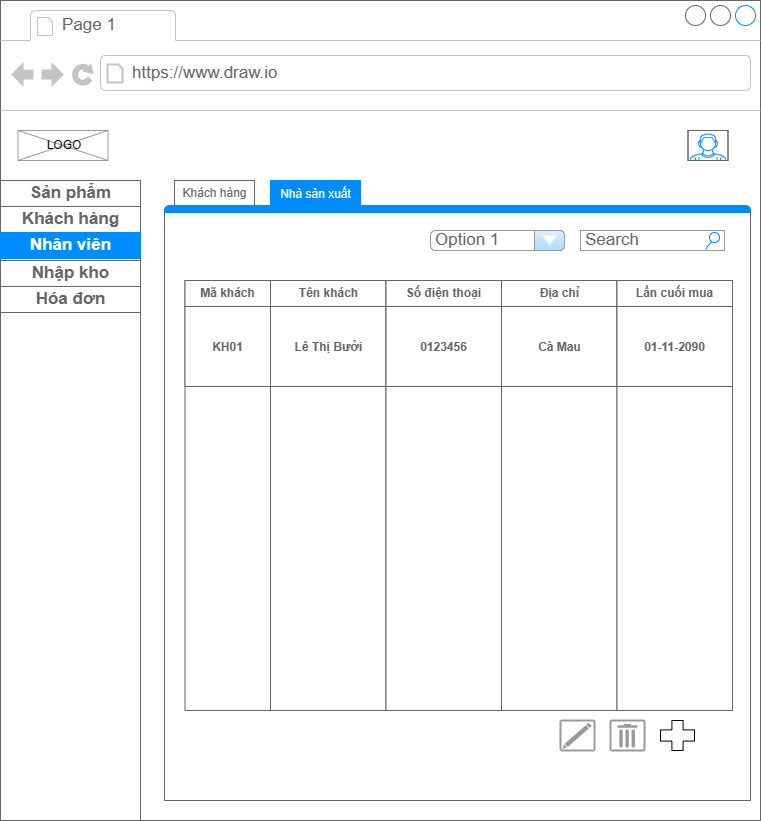 Page 1
https://www.draw.io
LOGO
Sản phẩm
Khách hàng
Nhân viên
Nhập kho
Hóa đơn
Khách hàng
Nhà sản xuất
Option 1
Search
Mã khách
Tên khách
Số điện thoại
Địa chỉ
Lần cuối mua
KH01
Lê Thị Bưởi
0123456
Cà Mau
01-11-2090